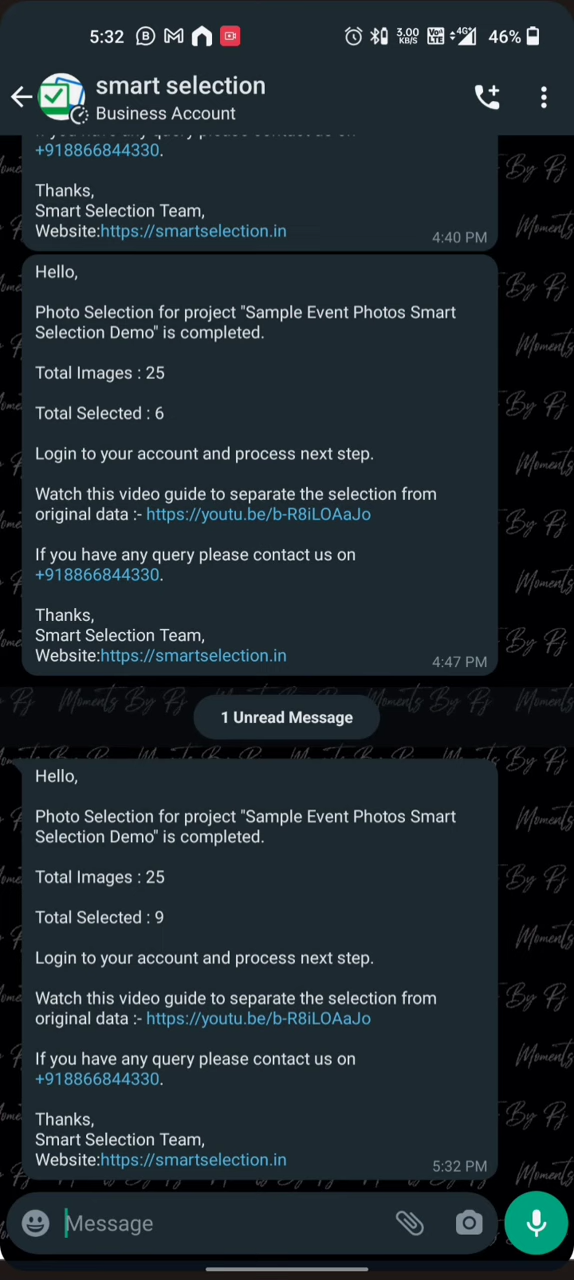 5:32
3.00
KB/S
Vo
LTE
4G+
46%
smart selection
Business Account
+918866844330.
Thanks,
Smart Selection Team,
Website:https://smartselection.in
4:40 PM
Hello,
Photo Selection for project "Sample Event Photos Smart
Selection Demo" is completed.
Total Images : 25
Total Selected : 6
Login to your account and process next step.
Watch this video guide to separate the selection from
original data :- https://youtu.be/b-R8iLOAaJo
If you have any query please contact us on
+918866844330.
Thanks,
Smart Selection Team,
Website:https://smartselection.in
4:47 PM
Moments By Rj
1 Unread Message
Hello,
Photo Selection for project "Sample Event Photos Smart
Selection Demo" is completed.
Total Images : 25
Total Selected : 9
Login to your account and process next step.
Watch this video guide to separate the selection from
original data :- https://youtu.be/b-R8iLOAaJo
If you have any query please contact us on
+918866844330.
Thanks,
Smart Selection Team,
Website:https://smartselection.in
5:32 PM
Message